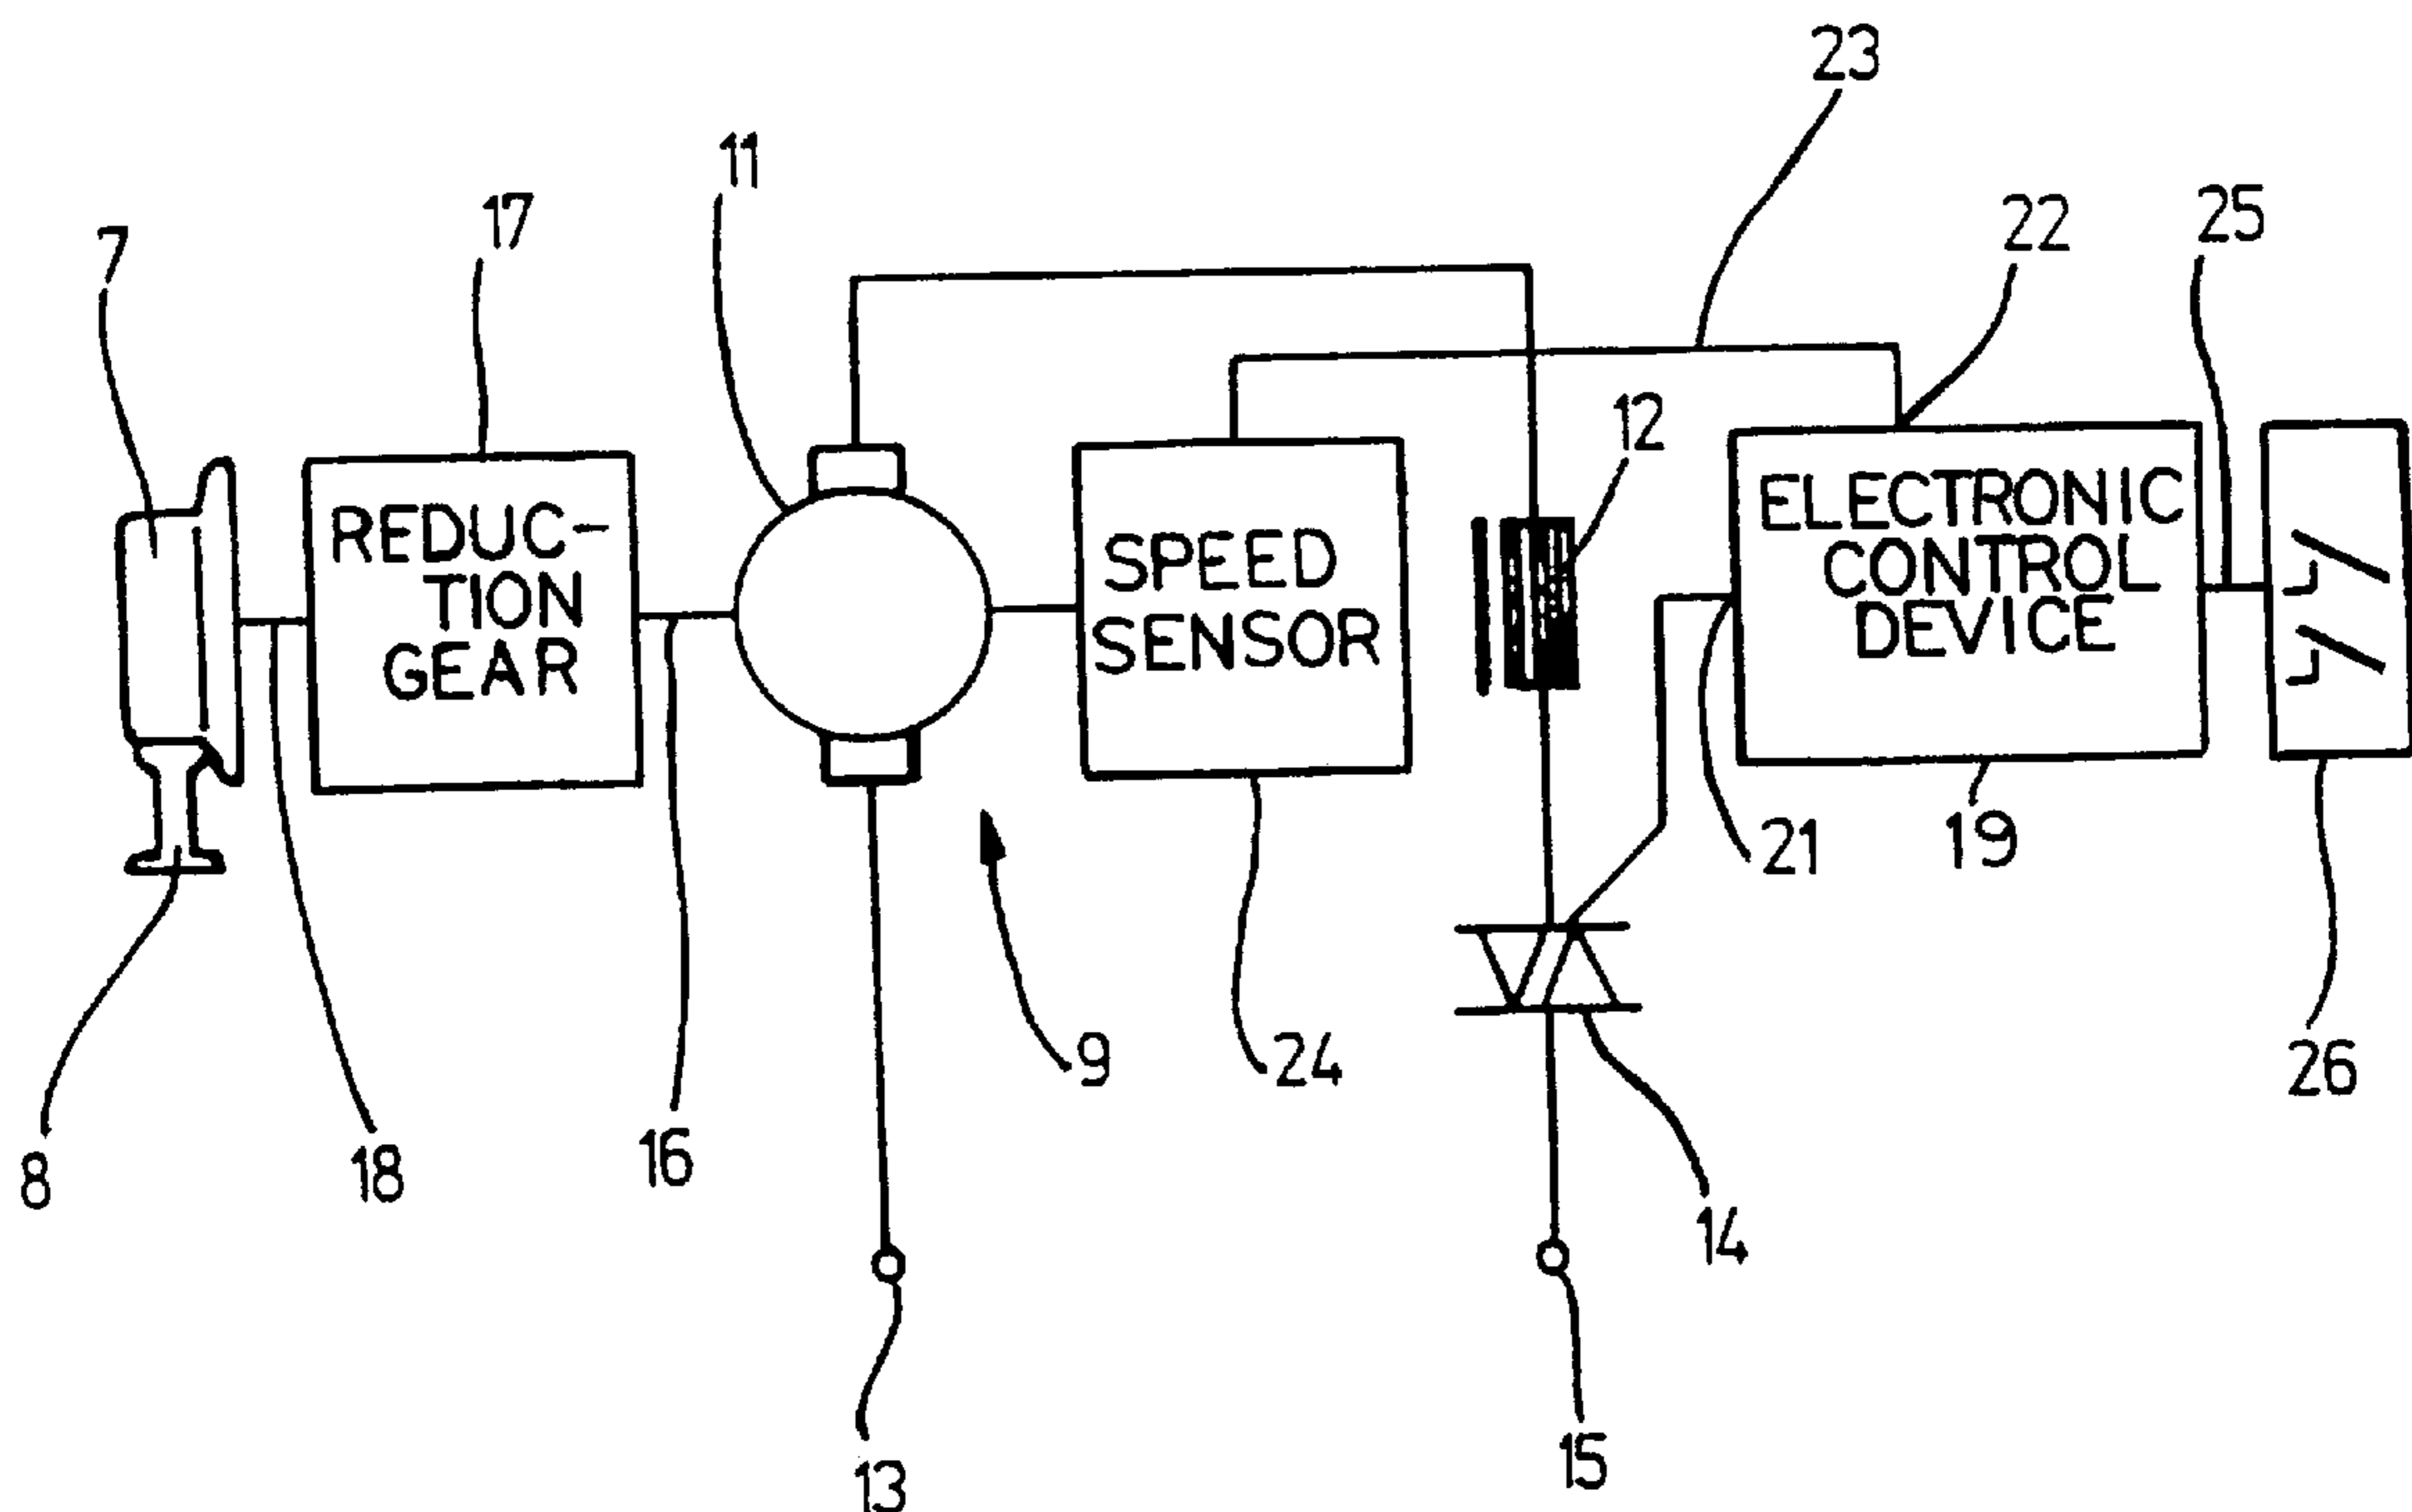 23
11
17
22
25
7
12
REDUC-
TION
GEAR
SPEED
SENSOR
ELECTRONIC
CONTROL
DEVICE
21
19
9
24
26
8
18
16
14
13
15